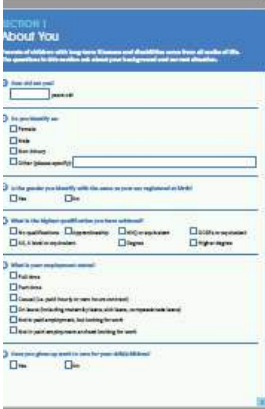 SECTION 1
About You
Parents of children with long-term illnesses and disabilities come from all walks of life.
The questions in this section ask about your background and current situation.
How old are you?
years old
Do you identify as:
Female
Male
Non-binary
Other (please specify):
Is the gender you identify with the same as your sex registered at birth?
Yes No
What is the highest qualification you have achieved?
No qualifications Apprenticeship NVQ or equivalent GCSEs or equivalent
AS, A level or equivalent Degree Higher degree
What is your employment status?
Full time
Part time
Casual (i.e. paid hourly or zero hours contract)
On leave (including maternity leave, sick leave, compassionate leave)
Not in paid employment, but looking for work
Not in paid employment and not looking for work
Have you given up work to care for your child/children?
Yes No